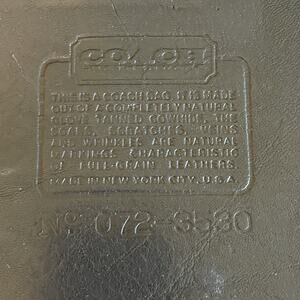 COACH
THIS IS A COACH BAG. IT IS MADE
OUT OF A COMPLETELY NATURAL
GLOVE TANNED COWHIDE. THE
SCARS, SCRATCHES, VEINS
AND WRINKLES ARE NATURAL
MARKINGS CHARACTERISTIC
OF FULL-GRAIN LEATHERS.
MADE IN NEW YORK CITY, U.S.A.
No 072-3530